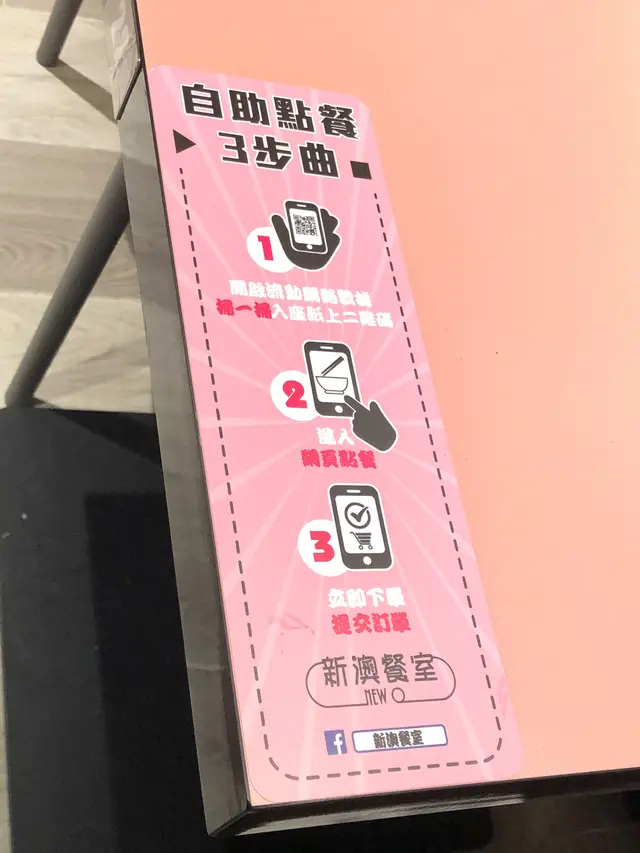 自助點餐
3步曲
1
開啟流動網路數據
掃一掃入座紙上二維碼
2
進入
網頁點餐
3
立即下單
提交訂單
新澳餐室
NEW
f 新澳餐室